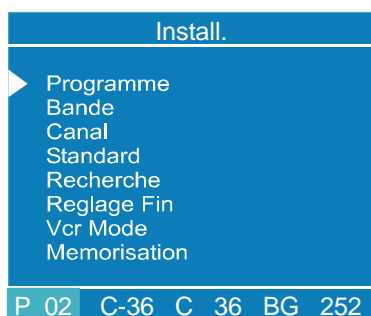 Install.
Programme
Bande
Canal
Standard
Recherche
Reglage Fin
Vcr Mode
Memorisation
P 02 C-36 C 36 BG 252